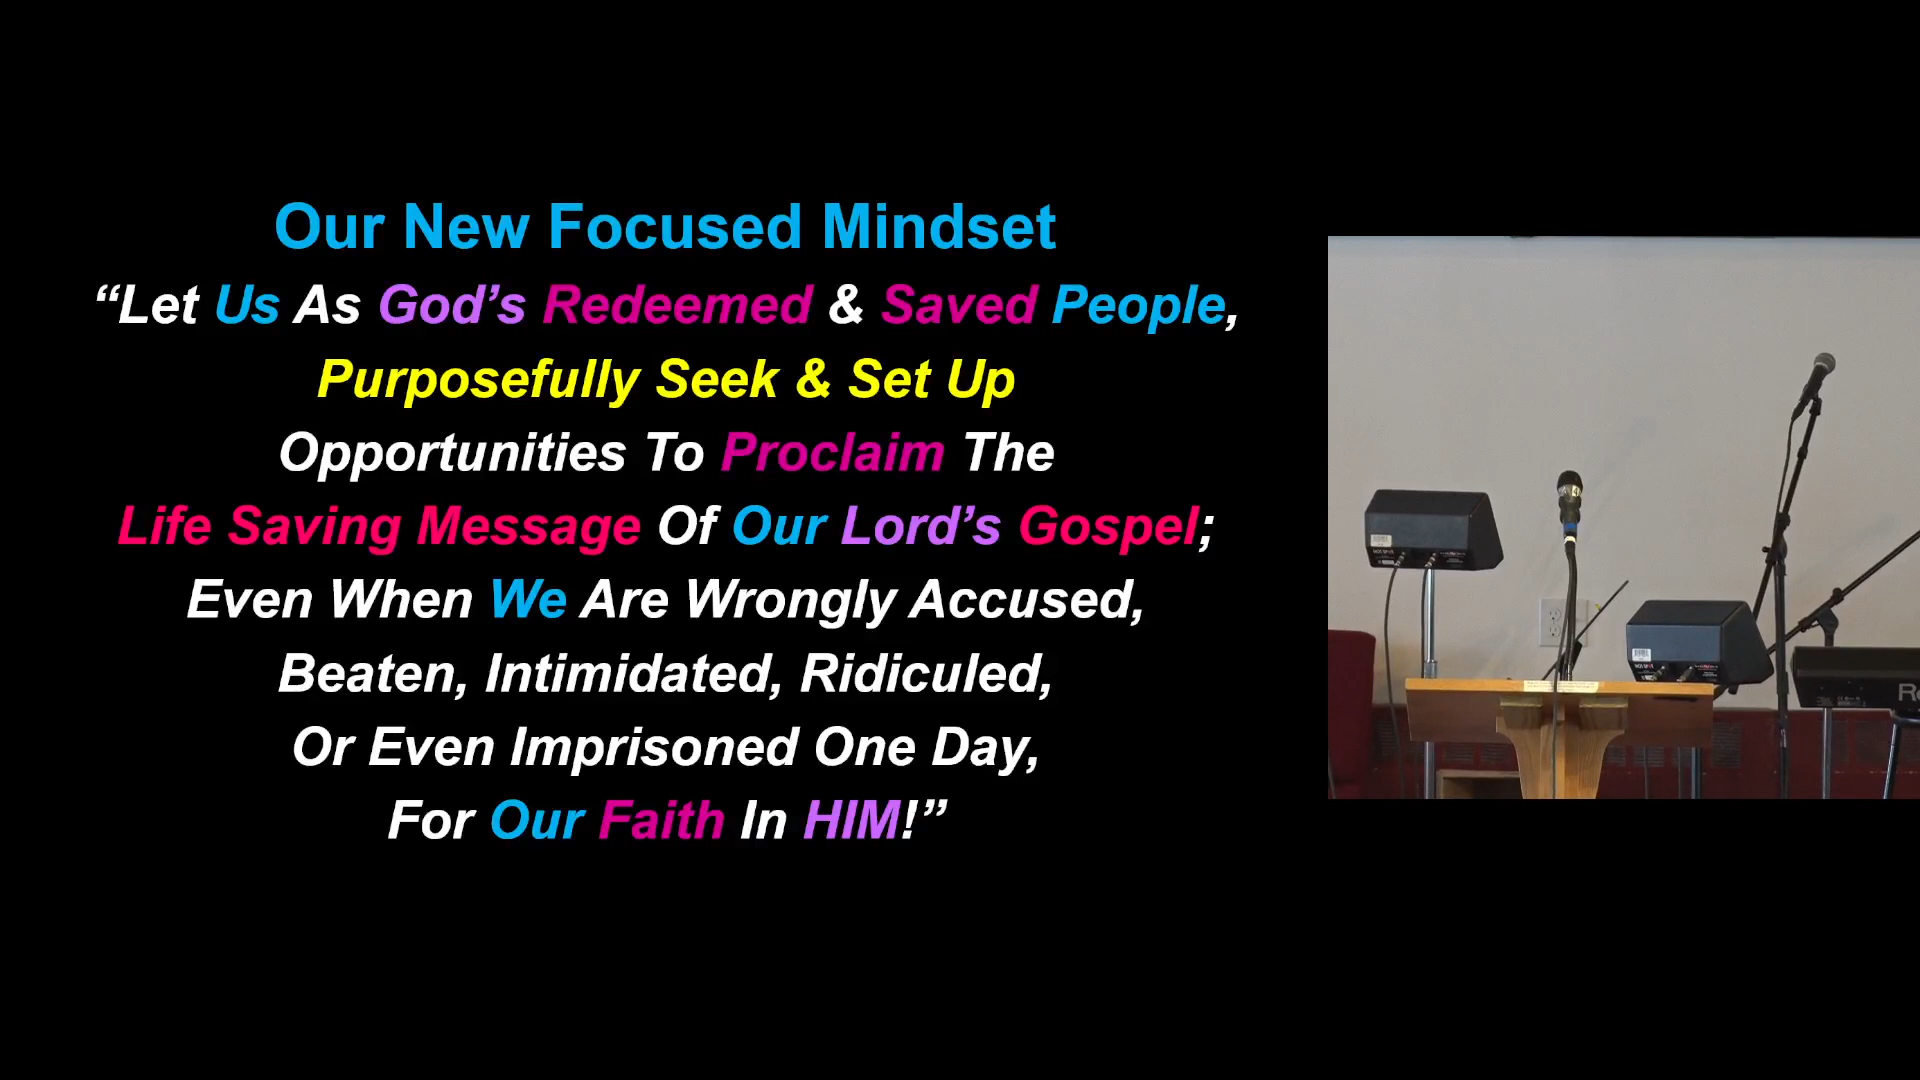 Our New Focused Mindset
“Let Us As God’s Redeemed & Saved People,
Purposefully Seek & Set Up
Opportunities To Proclaim The
Life Saving Message Of Our Lord’s Gospel;
Even When We Are Wrongly Accused,
Beaten, Intimidated, Ridiculed,
Or Even Imprisoned One Day,
For Our Faith In HIM!”
HOT SPOT